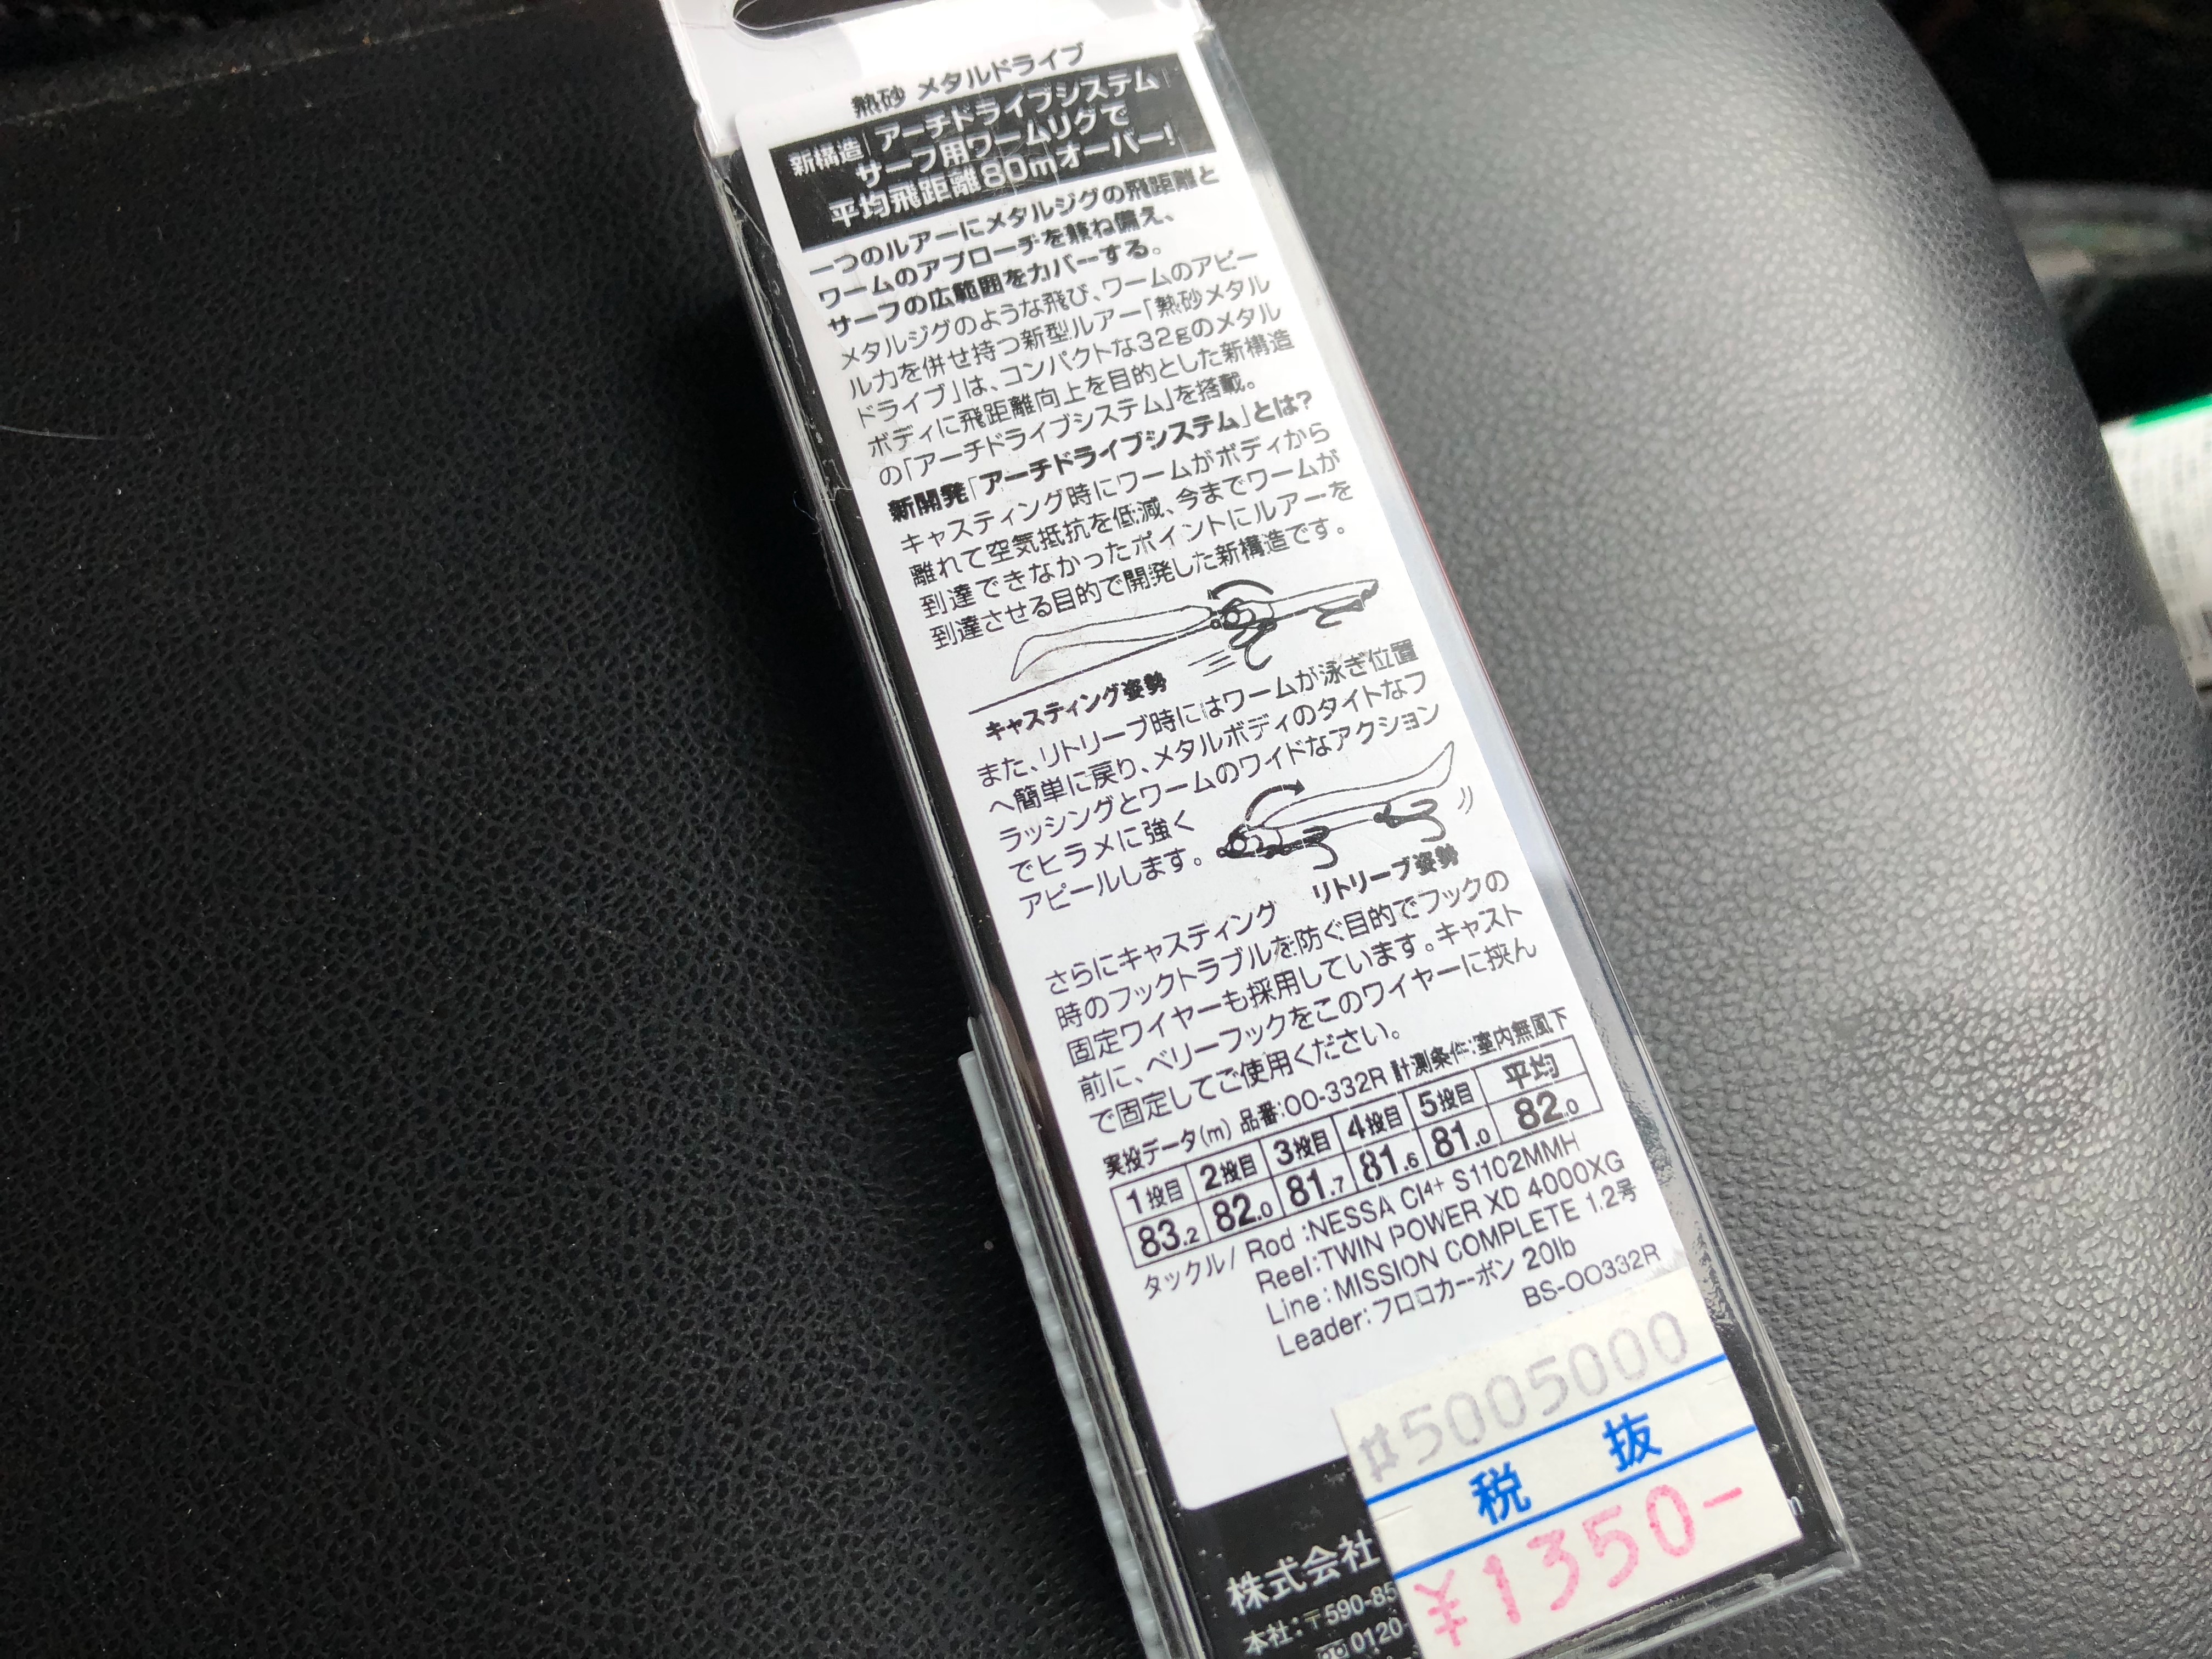 熱砂 メタルドライブ
新構造「アーチドライブシステム」
サーフ用ワームリグで
平均飛距離80mオーバー!
一つのルアーにメタルジグの飛距離と
ワームのアプローチを兼ね備え、
サーフの広範囲をカバーする。
メタルジグのような飛び、ワームのアピー
ル力を併せ持つ新型ルアー「熱砂メタル
ドライブ」は、コンパクトな32gのメタル
ボディに飛距離向上を目的とした新構造
の「アーチドライブシステム」を搭載。
新開発「アーチドライブシステム」とは?
キャスティング時にワームがボディから
離れて空気抵抗を低減、今までワームが
到達できなかったポイントにルアーを
到達させる目的で開発した新構造です。
キャスティング姿勢
また、リトリーブ時にはワームが泳ぎ位置
へ簡単に戻り、メタルボディのタイトなフ
ラッシングとワームのワイドなアクション
でヒラメに強く
アピールします。
リトリーブ姿勢
さらにキャスティング
時のフックトラブルを防ぐ目的でフックの
固定ワイヤーも採用しています。キャスト
前に、ベリーフックをこのワイヤーに挟ん
で固定してご使用ください。
実投データ(m) 品番:OO-332R 計測条件:室内無風下
1投目 2投目 3投目 4投目 5投目 平均
83.2 82.0 81.7 81.6 81.0 82.0
タックル/ Rod :NESSA CI4+ S1102MMH
Reel:TWIN POWER XD 4000XG
Line:MISSION COMPLETE 1.2号
Leader:フロロカーボン 20lb
BS-OO332R
#5005000
税 抜
¥1350-
株式会社
本社:〒590-85
0120-